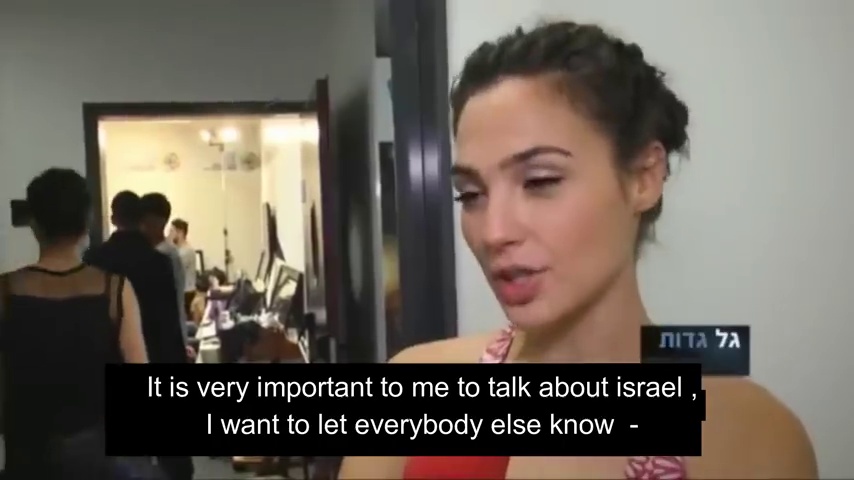 גל גדות
It is very important to me to talk about israel ,
I want to let everybody else know -